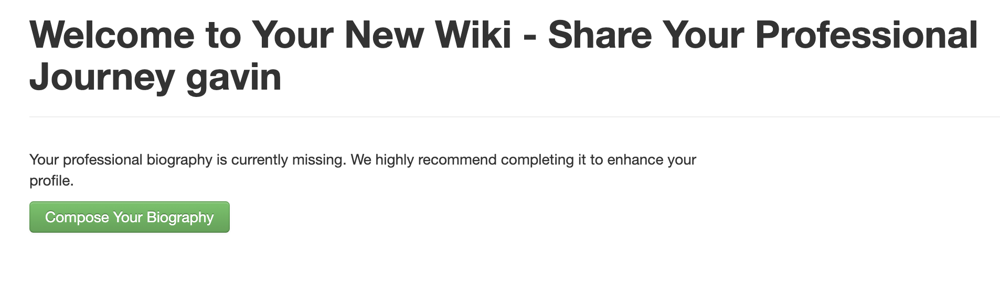 Welcome to Your New Wiki - Share Your Professional
Journey gavin
Your professional biography is currently missing. We highly recommend completing it to enhance your
profile.
Compose Your Biography